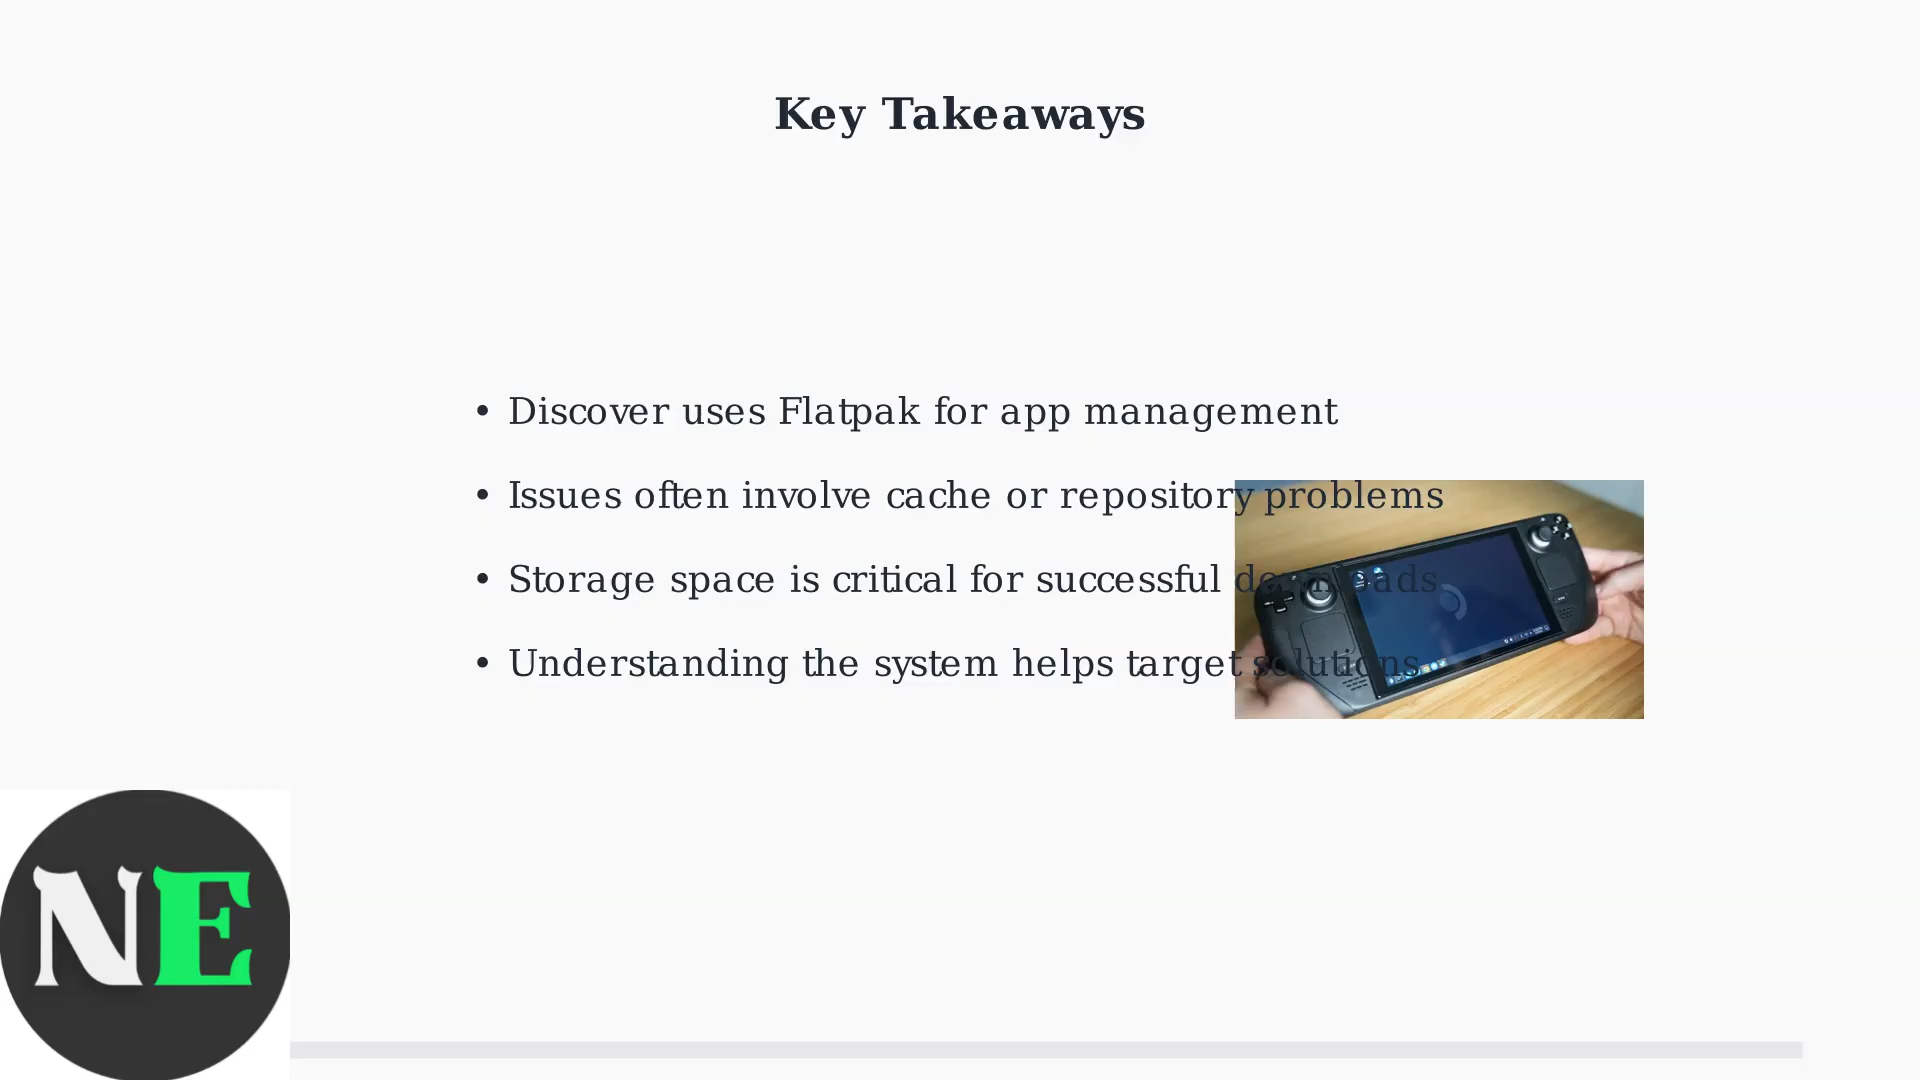 Key Takeaways
• Discover uses Flatpak for app management
• Issues often involve cache or repository problems
• Storage space is critical for successful downloads
• Understanding the system helps target solutions
NE